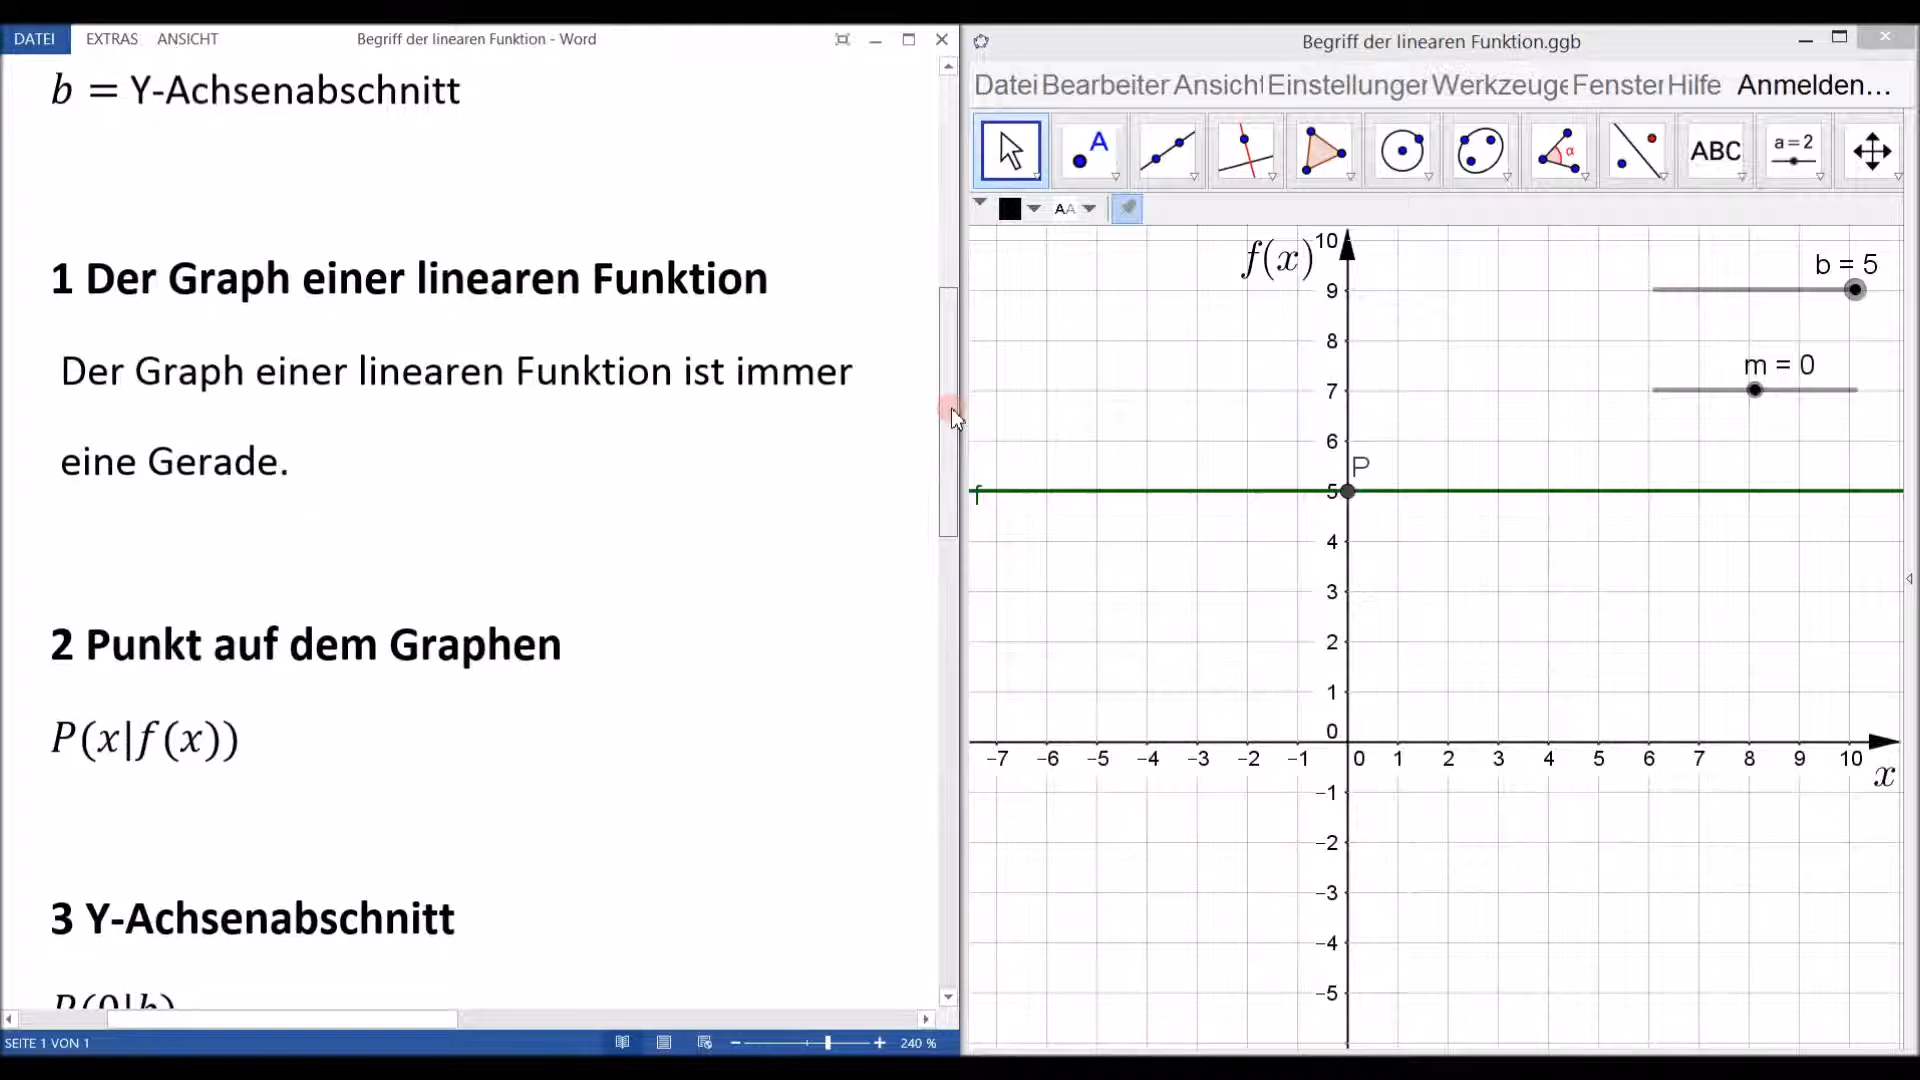 DATEI EXTRAS ANSICHT Begriff der linearen Funktion - Word
b = Y-Achsenabschnitt
1 Der Graph einer linearen Funktion
Der Graph einer linearen Funktion ist immer
eine Gerade.
2 Punkt auf dem Graphen
P(x|f(x))
3 Y-Achsenabschnitt
P(0|b)
SEITE 1 VON 1 240 %
Begriff der linearen Funktion.ggb
Datei Bearbeiter Ansicht Einstellunger Werkzeuge Fenster Hilfe Anmelden...
A α ABC a = 2
AA
f(x)
10
b = 5
9
8
m = 0
7
6
P
f 5
4
3
2
1
0
−7 −6 −5 −4 −3 −2 −1 0 1 2 3 4 5 6 7 8 9 10
x
−1
−2
−3
−4
−5